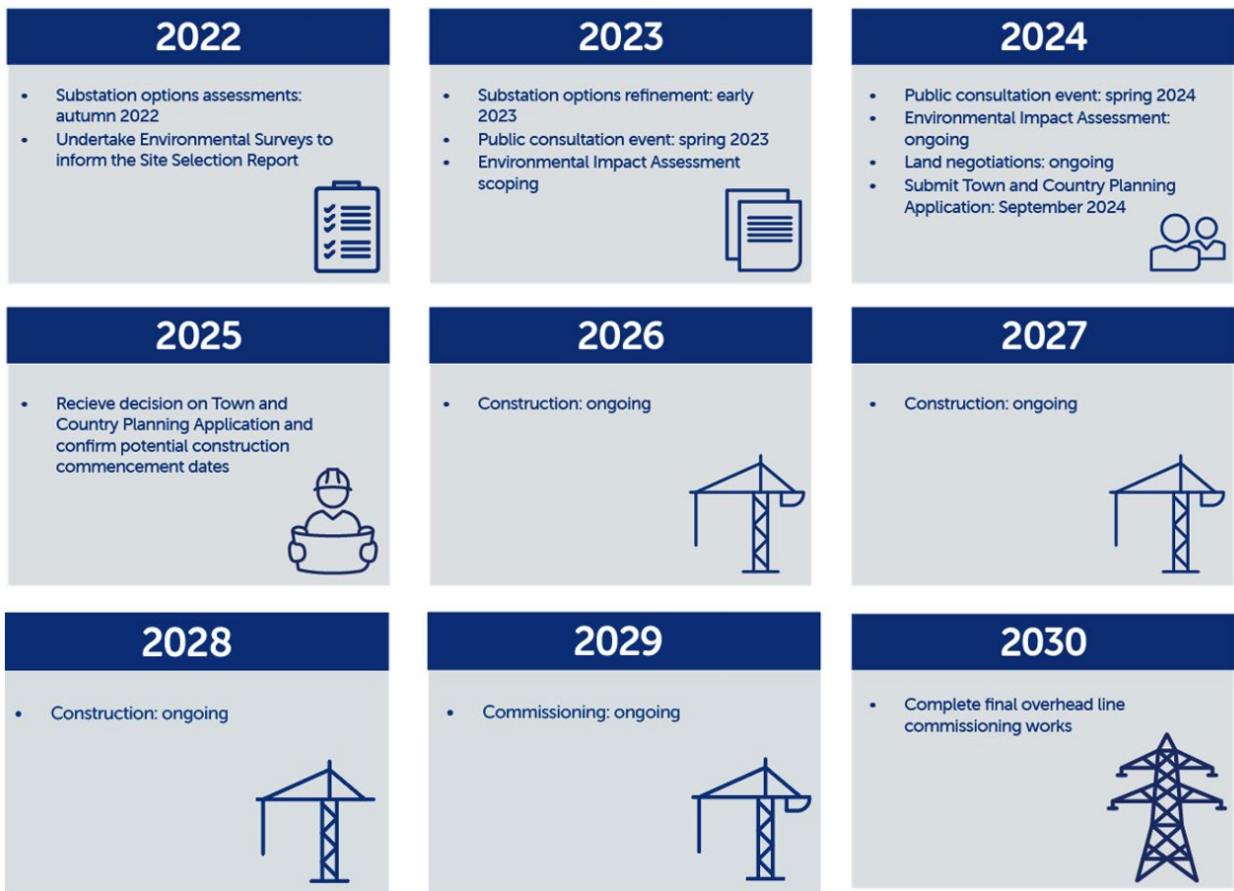 2022
• Substation options assessments:
autumn 2022
• Undertake Environmental Surveys to
inform the Site Selection Report
2023
• Substation options refinement: early
2023
• Public consultation event: spring 2023
• Environmental Impact Assessment
scoping
2024
• Public consultation event: spring 2024
• Environmental Impact Assessment:
ongoing
• Land negotiations: ongoing
• Submit Town and Country Planning
Application: September 2024
2025
• Recieve decision on Town and
Country Planning Application and
confirm potential construction
commencement dates
2026
• Construction: ongoing
2027
• Construction: ongoing
2028
• Construction: ongoing
2029
• Commissioning: ongoing
2030
• Complete final overhead line
commissioning works